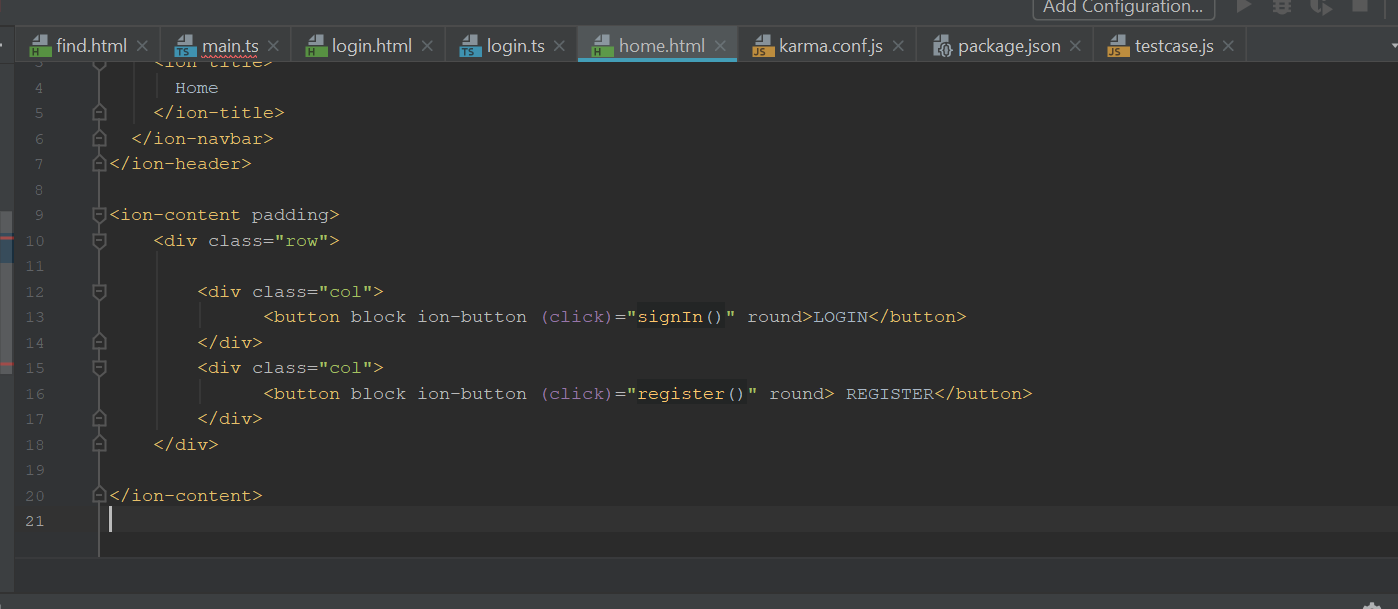 Add Configuration...
find.html main.ts login.html login.ts home.html karma.conf.js package.json testcase.js
3 <ion-title>
4 Home
5 </ion-title>
6 </ion-navbar>
7 </ion-header>
8
9 <ion-content padding>
10 <div class="row">
11
12 <div class="col">
13 <button block ion-button (click)="signIn()" round>LOGIN</button>
14 </div>
15 <div class="col">
16 <button block ion-button (click)="register()" round> REGISTER</button>
17 </div>
18 </div>
19
20 </ion-content>
21